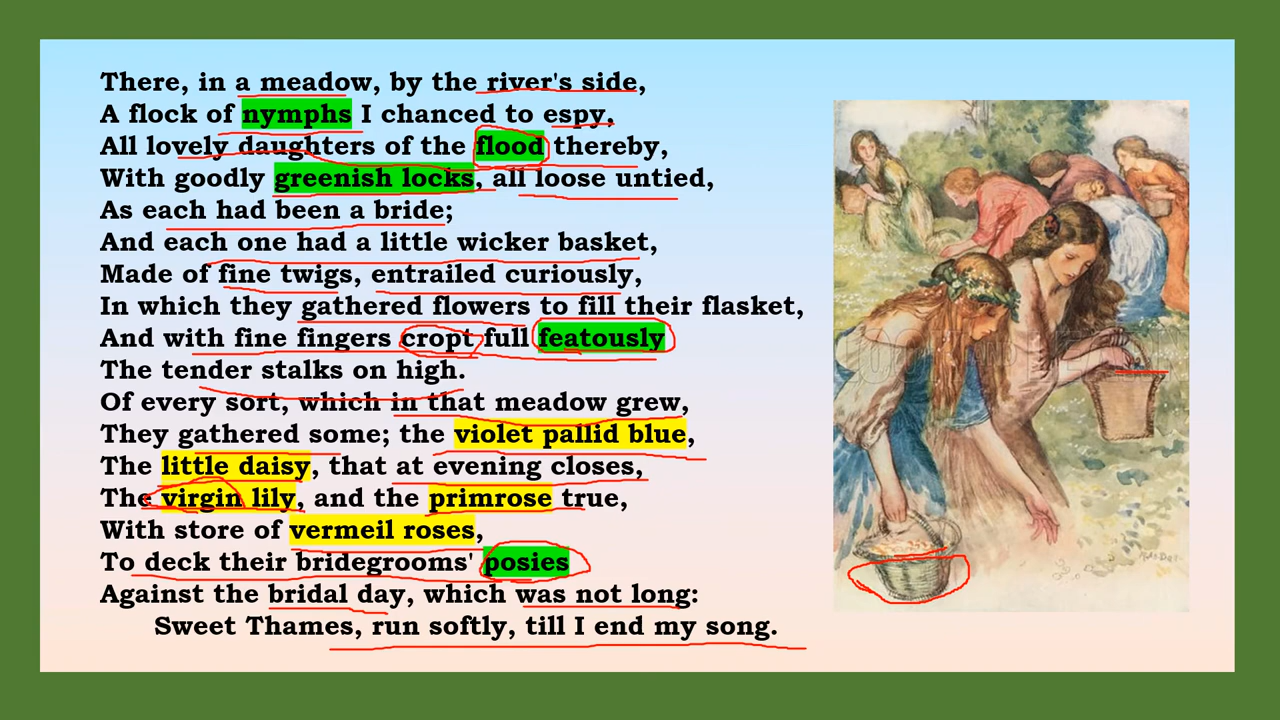 There, in a meadow, by the river's side,
A flock of nymphs I chanced to espy,
All lovely daughters of the flood thereby,
With goodly greenish locks, all loose untied,
As each had been a bride;
And each one had a little wicker basket,
Made of fine twigs, entrailed curiously,
In which they gathered flowers to fill their flasket,
And with fine fingers cropt full featously
The tender stalks on high.
Of every sort, which in that meadow grew,
They gathered some; the violet pallid blue,
The little daisy, that at evening closes,
The virgin lily, and the primrose true,
With store of vermeil roses,
To deck their bridegrooms' posies
Against the bridal day, which was not long:
Sweet Thames, run softly, till I end my song.